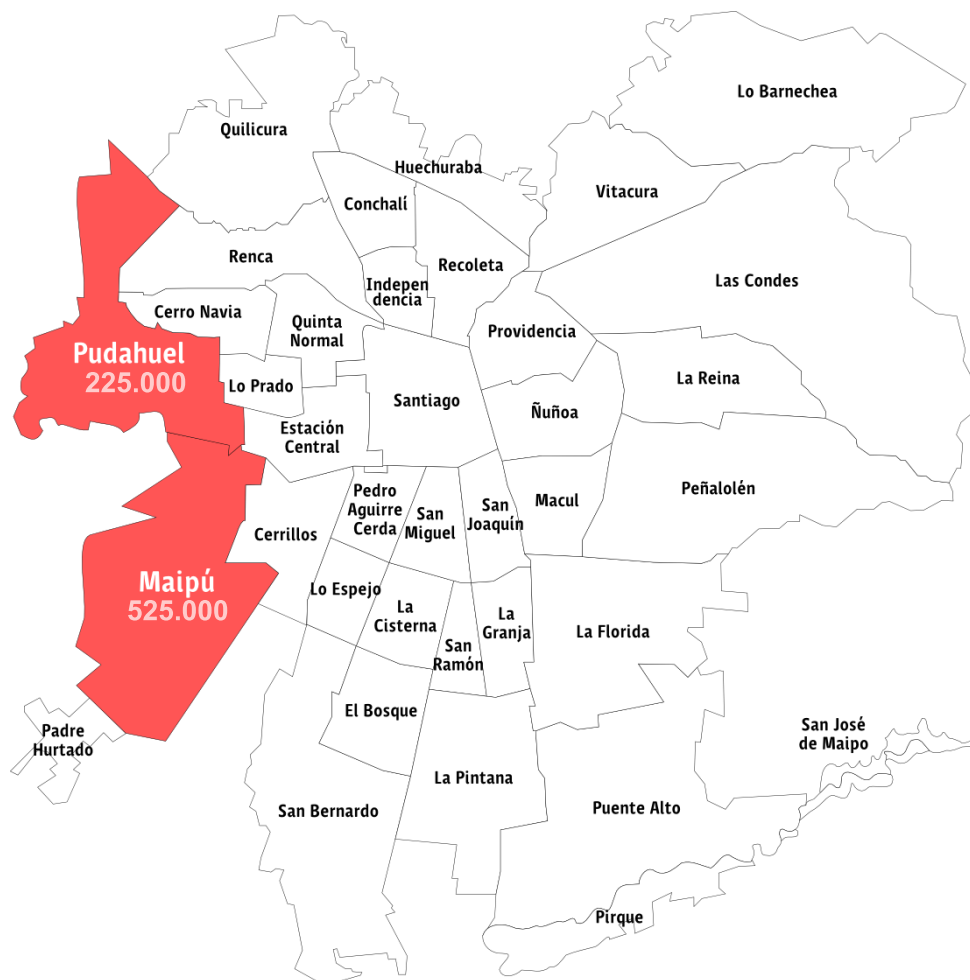 Lo Barnechea
Quilicura
Huechuraba
Vitacura
Conchalí
Renca
Recoleta
Las Condes
Indepen
dencia
Cerro Navia
Quinta
Normal
Providencia
Pudahuel
225.000
Lo Prado
La Reina
Santiago
Ñuñoa
Estación
Central
Pedro
Aguirre
Cerda
San
Miguel
San
Joaquín
Macul
Peñalolén
Cerrillos
Maipú
525.000
Lo Espejo
La
Cisterna
La
Granja
San
Ramón
La Florida
El Bosque
Padre
Hurtado
San José
de Maipo
La Pintana
San Bernardo
Puente Alto
Pirque